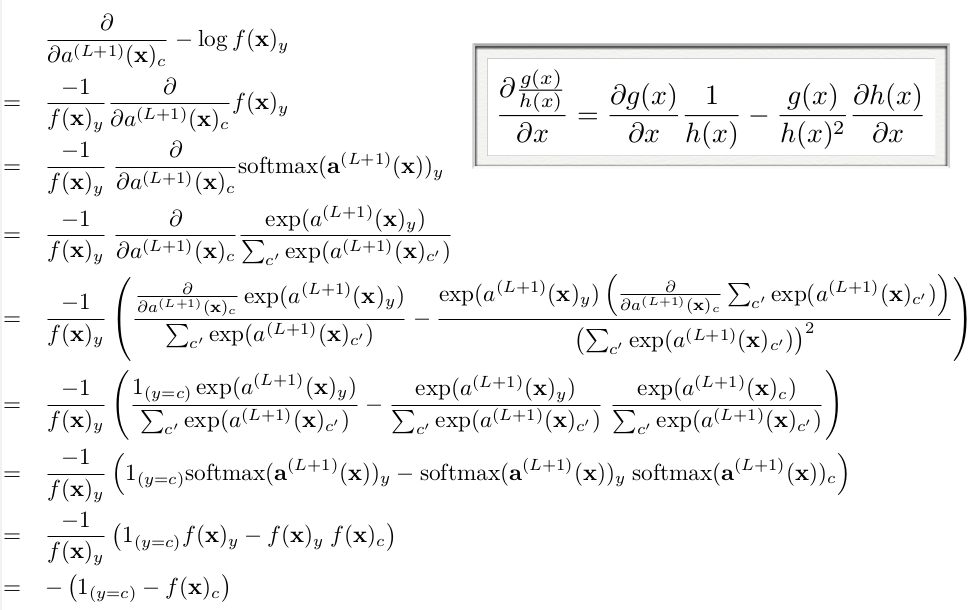 $\frac{\partial}{\partial a^{(L+1)}(\mathbf{x})_c} - \log f(\mathbf{x})_y$
$= \frac{-1}{f(\mathbf{x})_y} \frac{\partial}{\partial a^{(L+1)}(\mathbf{x})_c} f(\mathbf{x})_y$
$\frac{\partial \frac{g(x)}{h(x)}}{\partial x} = \frac{\partial g(x)}{\partial x} \frac{1}{h(x)} - \frac{g(x)}{h(x)^2} \frac{\partial h(x)}{\partial x}$
$= \frac{-1}{f(\mathbf{x})_y} \frac{\partial}{\partial a^{(L+1)}(\mathbf{x})_c} \mathrm{softmax}(\mathbf{a}^{(L+1)}(\mathbf{x}))_y$
$= \frac{-1}{f(\mathbf{x})_y} \frac{\partial}{\partial a^{(L+1)}(\mathbf{x})_c} \frac{\exp(a^{(L+1)}(\mathbf{x})_y)}{\sum_{c'} \exp(a^{(L+1)}(\mathbf{x})_{c'})}$
$= \frac{-1}{f(\mathbf{x})_y} \left( \frac{\frac{\partial}{\partial a^{(L+1)}(\mathbf{x})_c} \exp(a^{(L+1)}(\mathbf{x})_y)}{\sum_{c'} \exp(a^{(L+1)}(\mathbf{x})_{c'})} - \frac{\exp(a^{(L+1)}(\mathbf{x})_y) \left( \frac{\partial}{\partial a^{(L+1)}(\mathbf{x})_c} \sum_{c'} \exp(a^{(L+1)}(\mathbf{x})_{c'}) \right)}{\left( \sum_{c'} \exp(a^{(L+1)}(\mathbf{x})_{c'}) \right)^2} \right)$
$= \frac{-1}{f(\mathbf{x})_y} \left( \frac{1_{(y=c)} \exp(a^{(L+1)}(\mathbf{x})_y)}{\sum_{c'} \exp(a^{(L+1)}(\mathbf{x})_{c'})} - \frac{\exp(a^{(L+1)}(\mathbf{x})_y)}{\sum_{c'} \exp(a^{(L+1)}(\mathbf{x})_{c'})} \frac{\exp(a^{(L+1)}(\mathbf{x})_c)}{\sum_{c'} \exp(a^{(L+1)}(\mathbf{x})_{c'})} \right)$
$= \frac{-1}{f(\mathbf{x})_y} \left( 1_{(y=c)} \mathrm{softmax}(\mathbf{a}^{(L+1)}(\mathbf{x}))_y - \mathrm{softmax}(\mathbf{a}^{(L+1)}(\mathbf{x}))_y \ \mathrm{softmax}(\mathbf{a}^{(L+1)}(\mathbf{x}))_c \right)$
$= \frac{-1}{f(\mathbf{x})_y} \left( 1_{(y=c)} f(\mathbf{x})_y - f(\mathbf{x})_y \ f(\mathbf{x})_c \right)$
$= - \left( 1_{(y=c)} - f(\mathbf{x})_c \right)$